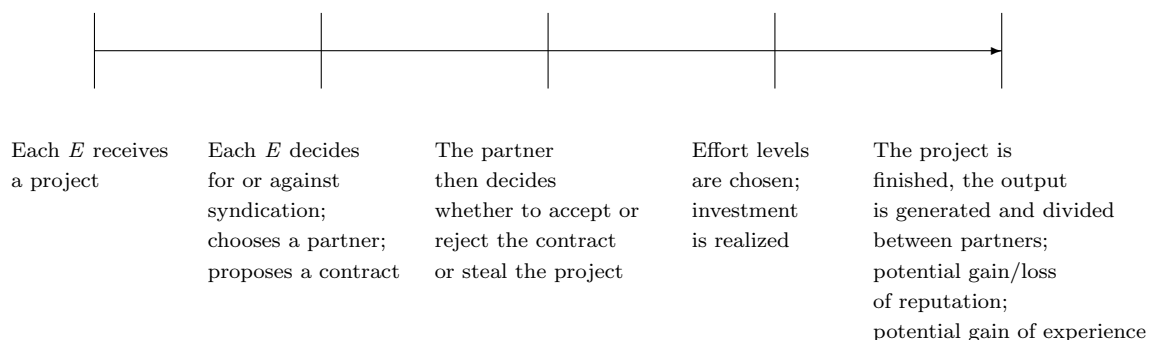 Each E receives
a project
Each E decides
for or against
syndication;
chooses a partner;
proposes a contract
The partner
then decides
whether to accept or
reject the contract
or steal the project
Effort levels
are chosen;
investment
is realized
The project is
finished, the output
is generated and divided
between partners;
potential gain/loss
of reputation;
potential gain of experience